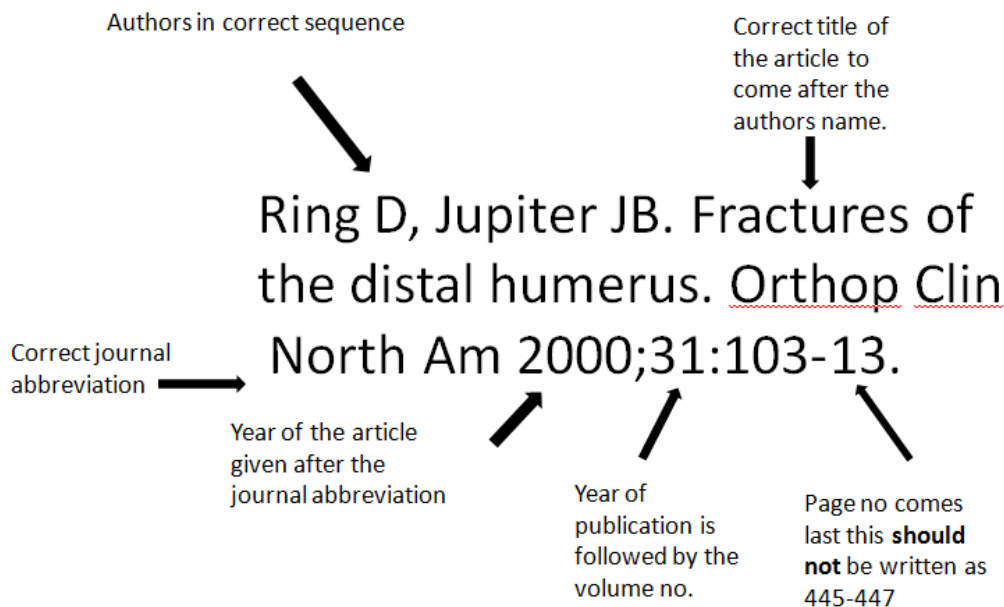 Authors in correct sequence
Correct title of
the article to
come after the
authors name.
Ring D, Jupiter JB. Fractures of
the distal humerus. Orthop Clin
North Am 2000;31:103-13.
Correct journal
abbreviation
Year of the article
given after the
journal abbreviation
Year of
publication is
followed by the
volume no.
Page no comes
last this should
not be written as
445-447